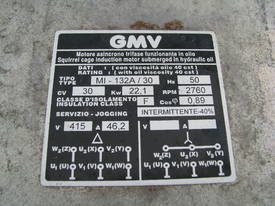 GMV
Motore asincrono trifase funzionante in olio
Squirrel cage induction motor submerged in hydraulic oil
DATI : ( con viscosità olio 40 cst )
RATING : ( with oil viscosity 40 cst )
TIPO TYPE MI - 132A / 30 Hz 50
CV 30 Kw 22,1 RPM 2760
CLASSE D'ISOLAMENTO
INSULATION CLASS F Cosφ 0,89
SERVIZIO - JOGGING INTERMITTENTE-40%
V 415 A 46,2 V A
W2(Z) U2(X) V2(Y) W2(Z) U2(X) V2(Y)
U1(U) V1(V) W1(W) U1(U) V1(V) W1(W)